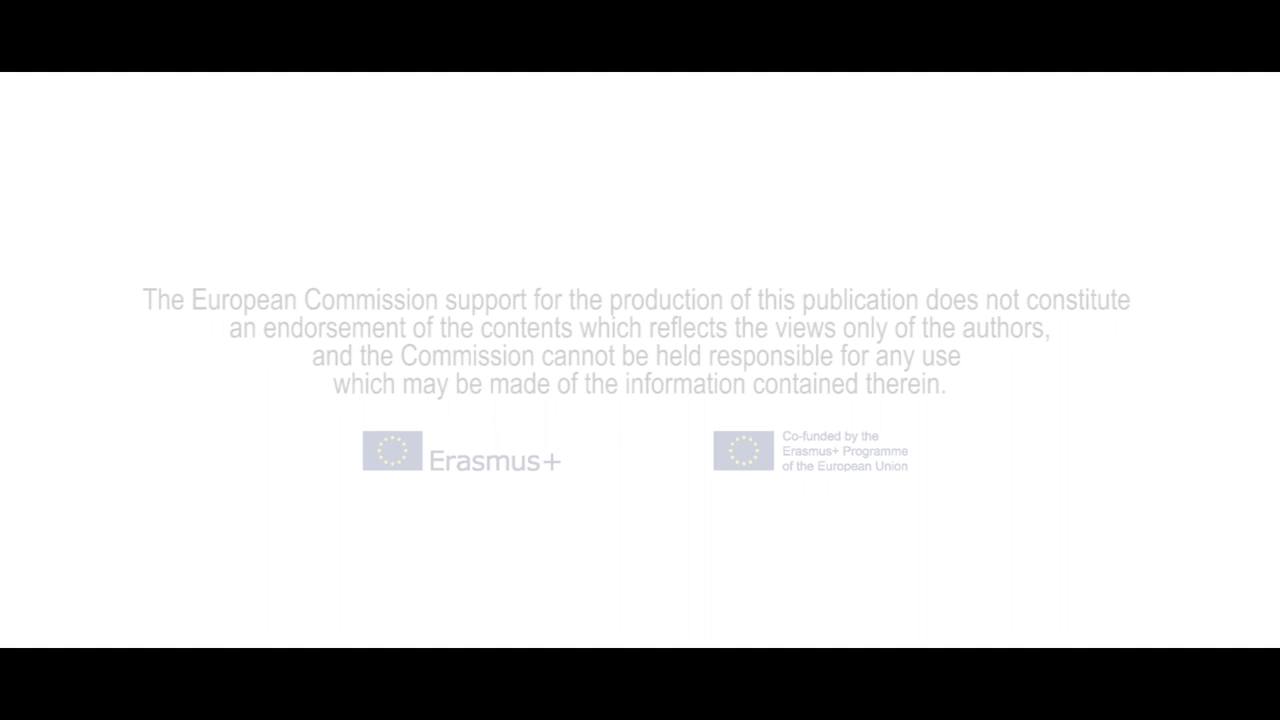 The European Commission support for the production of this publication does not constitute
an endorsement of the contents which reflects the views only of the authors,
and the Commission cannot be held responsible for any use
which may be made of the information contained therein.
Erasmus+
Co-funded by the
Erasmus+ Programme
of the European Union